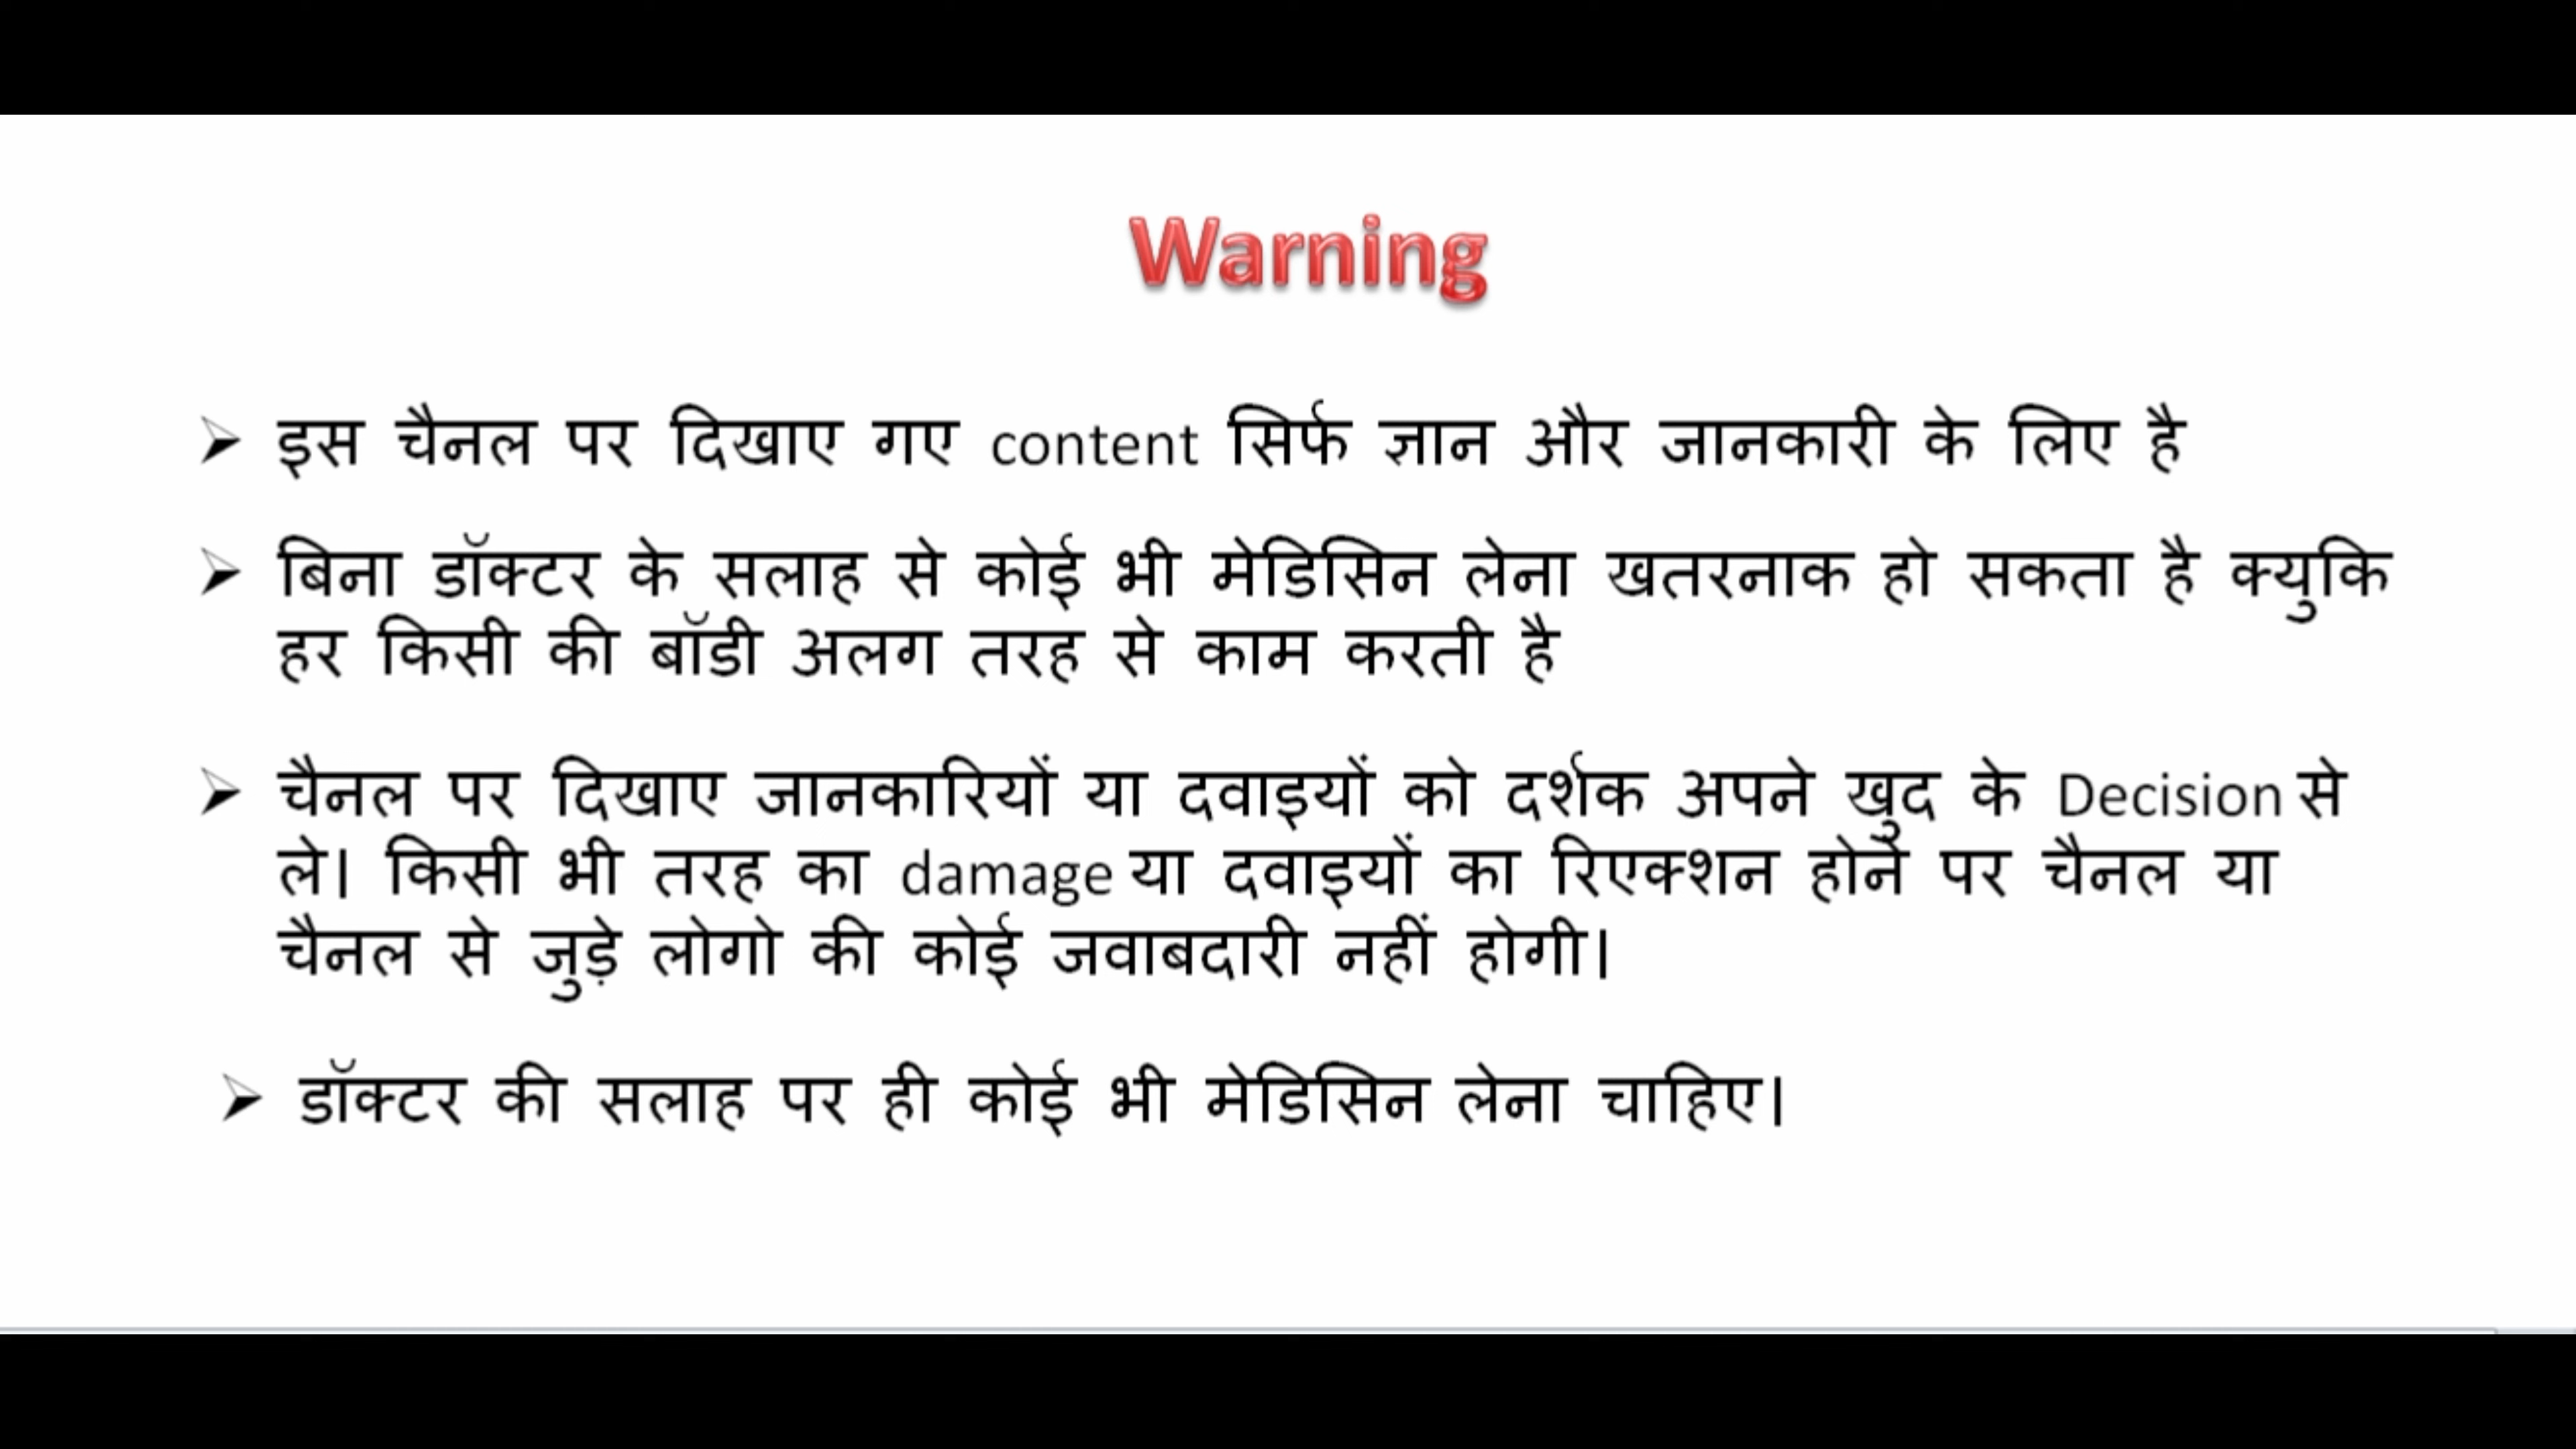 Warning
➢ इस चैनल पर दिखाए गए content सिर्फ ज्ञान और जानकारी के लिए है
➢ बिना डॉक्टर के सलाह से कोई भी मेडिसिन लेना खतरनाक हो सकता है क्युकि
हर किसी की बॉडी अलग तरह से काम करती है
➢ चैनल पर दिखाए जानकारियों या दवाइयों को दर्शक अपने खुद के Decision से
ले। किसी भी तरह का damage या दवाइयों का रिएक्शन होने पर चैनल या
चैनल से जुड़े लोगो की कोई जवाबदारी नहीं होगी।
➢ डॉक्टर की सलाह पर ही कोई भी मेडिसिन लेना चाहिए।